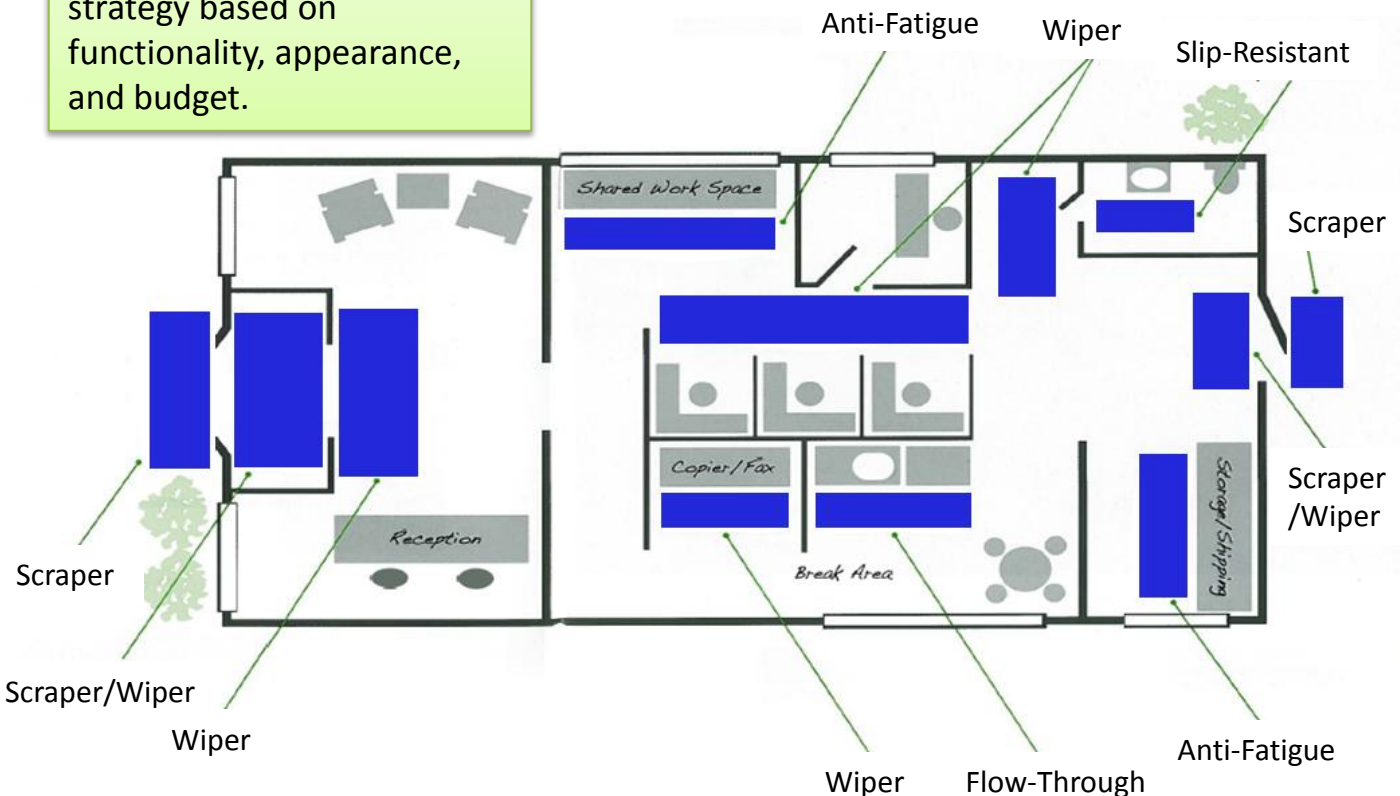 strategy based on
functionality, appearance,
and budget.
Anti-Fatigue
Wiper
Slip-Resistant
Shared Work Space
Scraper
Copier/Fax
Storage/Shipping
Scraper
/Wiper
Reception
Break Area
Scraper
Scraper/Wiper
Wiper
Anti-Fatigue
Wiper
Flow-Through